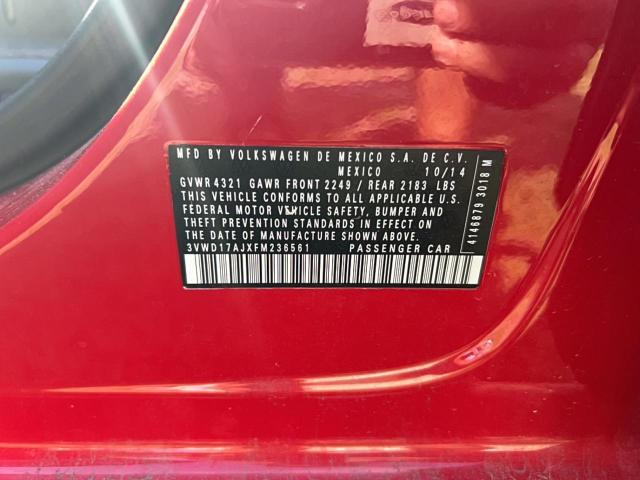 MFD BY VOLKSWAGEN DE MEXICO S.A. DE C.V.
MEXICO 10/14
GVWR 4321 GAWR FRONT 2249 / REAR 2183 LBS
THIS VEHICLE CONFORMS TO ALL APPLICABLE U.S.
FEDERAL MOTOR VEHICLE SAFETY, BUMPER AND
THEFT PREVENTION STANDARDS IN EFFECT ON
THE DATE OF MANUFACTURE SHOWN ABOVE.
3VWD17AJXFM236561 PASSENGER CAR
4146879 3018 M